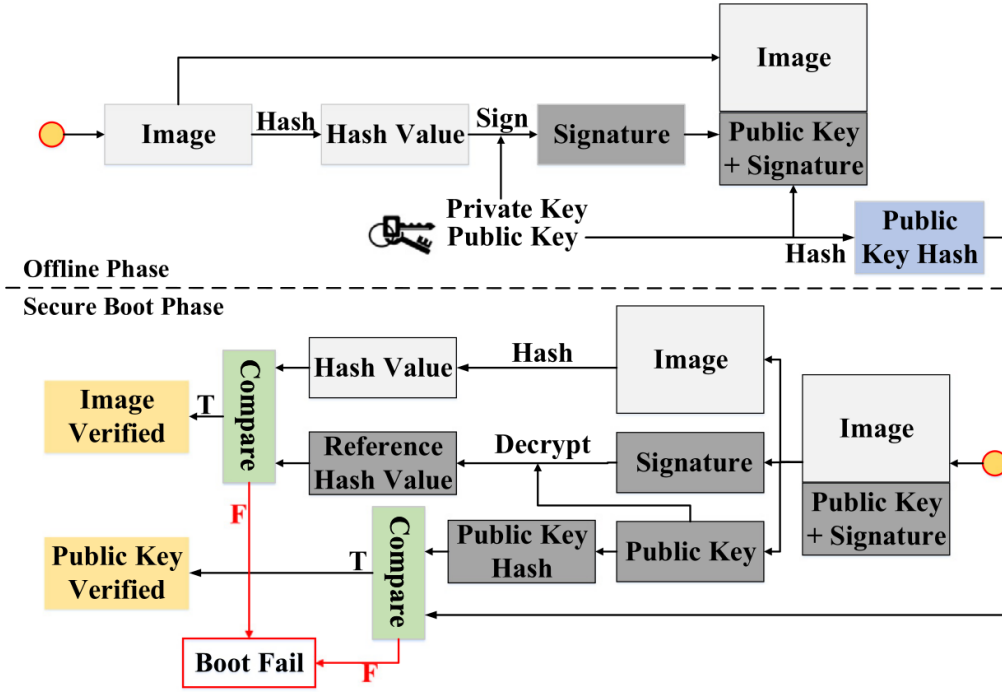 Image
Image
Hash
Hash Value
Sign
Signature
Public Key
+ Signature
Private Key
Public Key
Hash
Public
Key Hash
Offline Phase
Secure Boot Phase
Image
Verified
T
Compare
Hash Value
Hash
Image
Reference
Hash Value
Decrypt
Signature
Image
Public Key
+ Signature
F
Public Key
Verified
T
Compare
Public Key
Hash
Public Key
Boot Fail
F